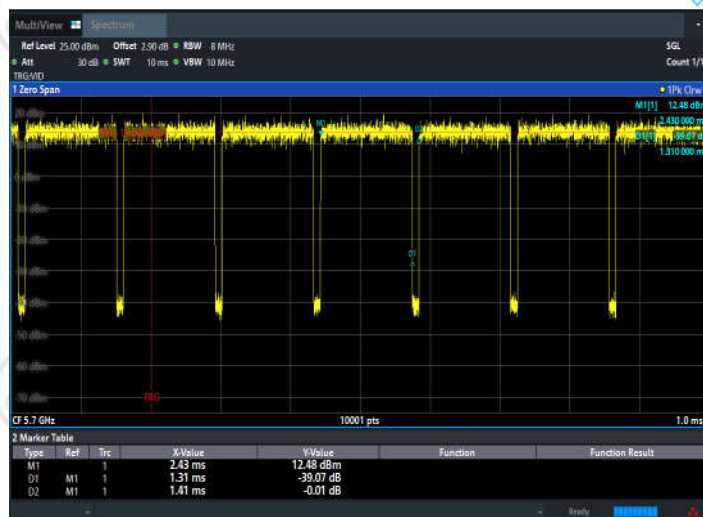 MultiView Spectrum
Ref Level 25.00 dBm Offset 2.90 dB RBW 8 MHz SGL
Att 30 dB SWT 10 ms VBW 10 MHz Count 1/1
TRG:VID
1 Zero Span 1Pk Clrw
M1[1] 12.48 dBm
2.430 000 m
D1[1] -39.07 d
1.310 000 m
M1
D2
D1
20 dBm
0 dBm
-10 dBm
-20 dBm
-30 dBm
-40 dBm
-50 dBm
-60 dBm
-70 dBm
TRG
CF 5.7 GHz 10001 pts 1.0 ms
2 Marker Table
Type Ref Trc X-Value Y-Value Function Function Result
M1 1 2.43 ms 12.48 dBm
D1 M1 1 1.31 ms -39.07 dB
D2 M1 1 1.41 ms -0.01 dB
Ready